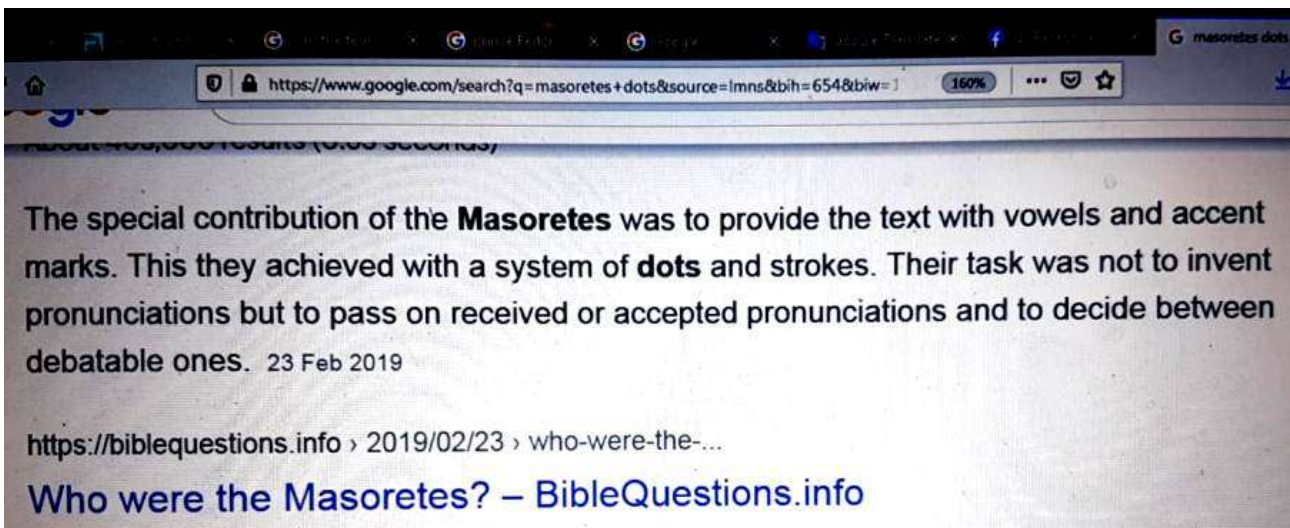 masoretes dots
https://www.google.com/search?q=masoretes+dots&source=lmns&bih=654&biw=1
160%
The special contribution of the Masoretes was to provide the text with vowels and accent
marks. This they achieved with a system of dots and strokes. Their task was not to invent
pronunciations but to pass on received or accepted pronunciations and to decide between
debatable ones. 23 Feb 2019
https://biblequestions.info › 2019/02/23 › who-were-the-...
Who were the Masoretes? – BibleQuestions.info